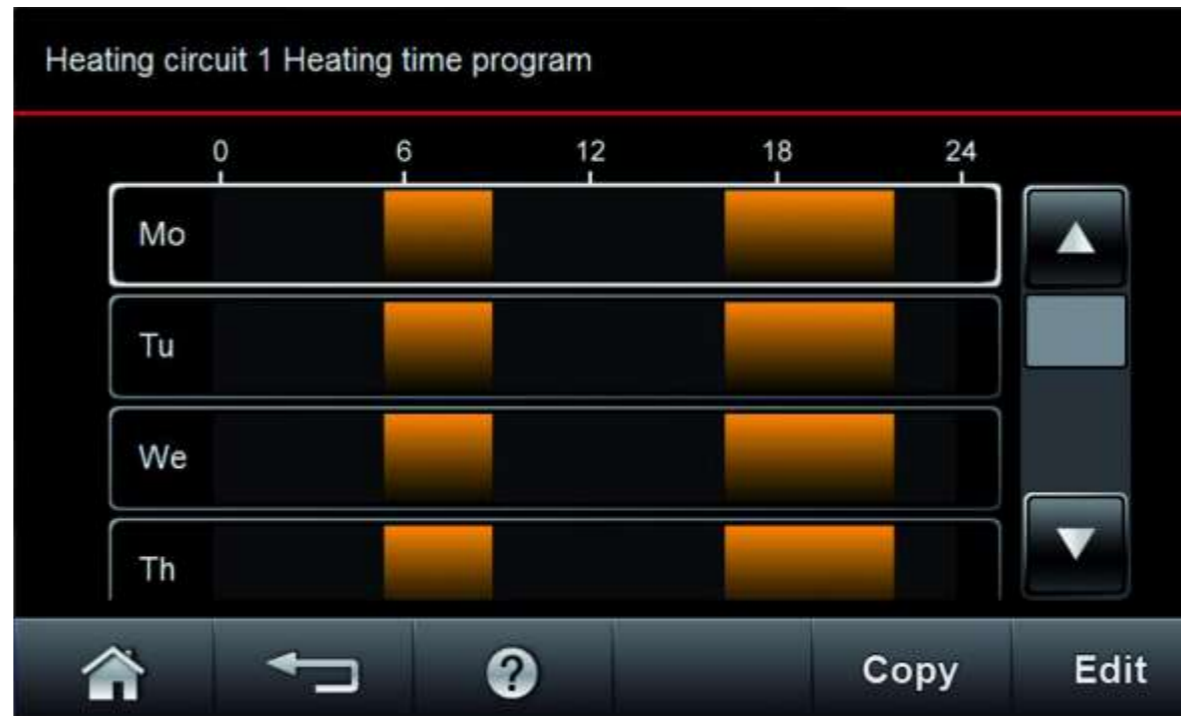 Heating circuit 1 Heating time program
0 6 12 18 24
Mo
Tu
We
Th
? Copy Edit